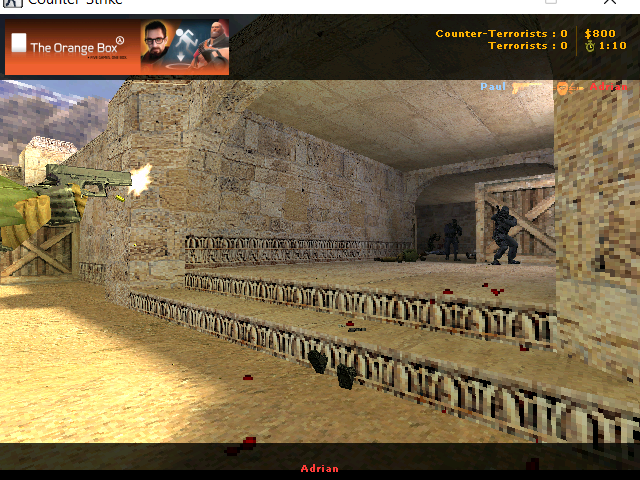 Counter-Strike
The Orange Box
Counter-Terrorists : 0
$800
Terrorists : 0
1:10
Paul
Adrian
Adrian